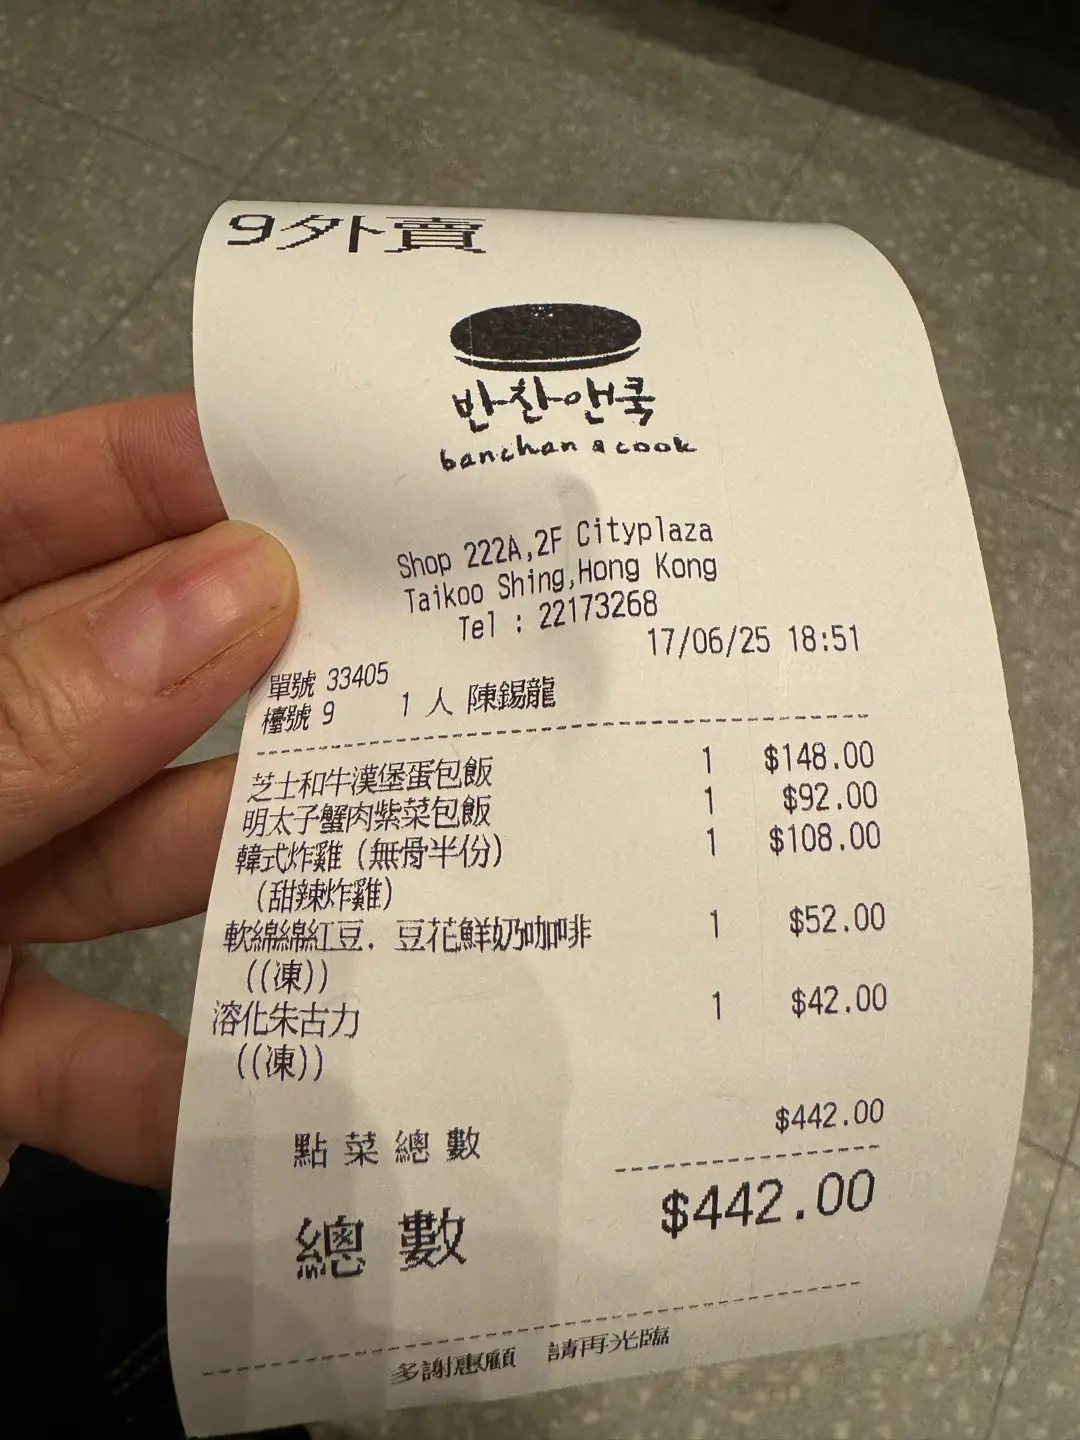 9外賣
반찬앤쿡
banchan & cook
Shop 222A,2F Cityplaza
Taikoo Shing,Hong Kong
Tel : 22173268
17/06/25 18:51
單號 33405
檯號 9 1 人 陳錫龍
芝士和牛漢堡蛋包飯 1 $148.00
明太子蟹肉紫菜包飯 1 $92.00
韓式炸雞 (無骨半份) 1 $108.00
(甜辣炸雞)
軟綿綿紅豆﹐豆花鮮奶咖啡 1 $52.00
((凍))
溶化朱古力 1 $42.00
((凍))
點菜總數 $442.00
總數 $442.00
多謝惠顧 請再光臨